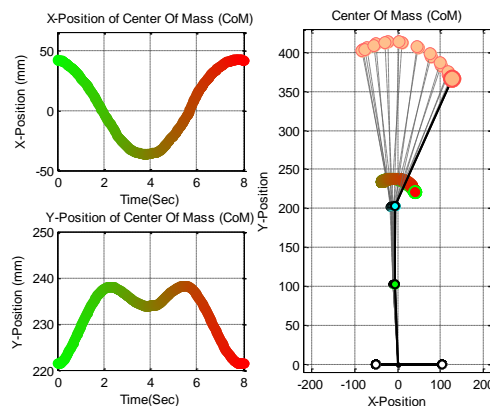 X-Position of Center Of Mass (CoM)
X-Position (mm)
50
0
-50
0 2 4 6 8
Time(Sec)
Y-Position of Center Of Mass (CoM)
Y-Position (mm)
250
240
230
220
0 2 4 6 8
Time(Sec)
Center Of Mass (CoM)
Y-Position
400
350
300
250
200
150
100
50
0
-200 -100 0 100 200
X-Position